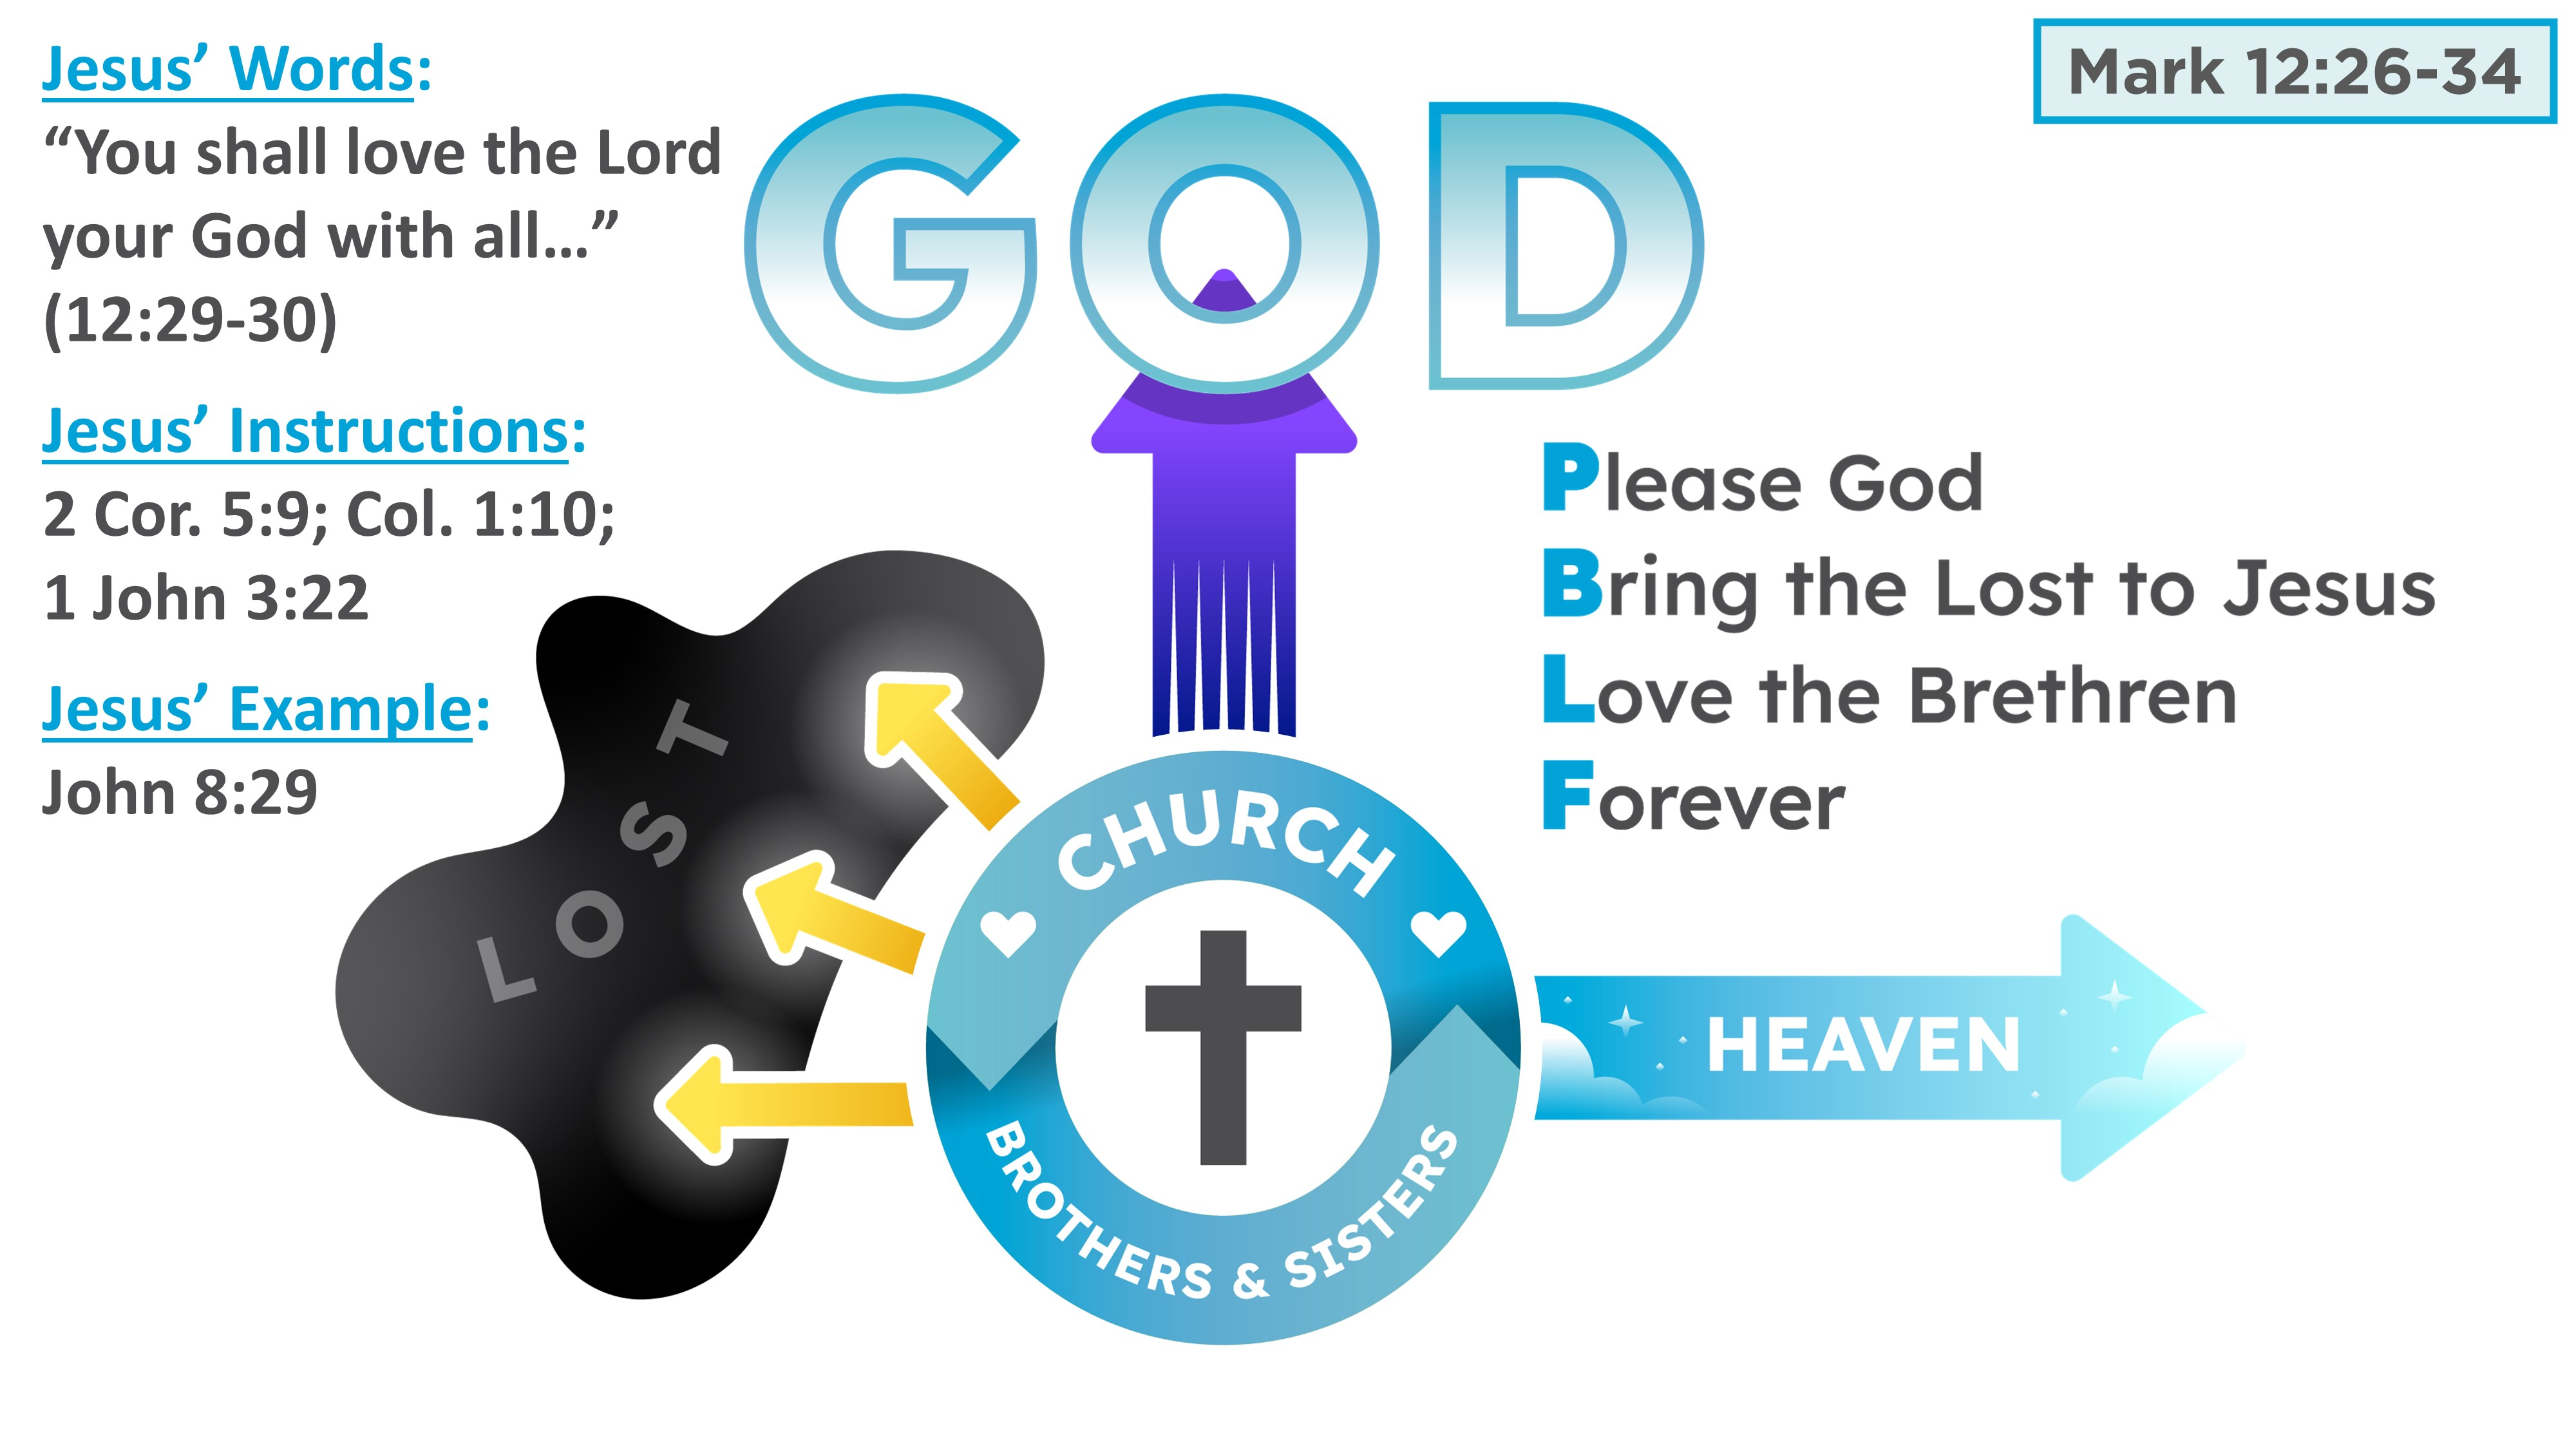 Jesus’ Words:
“You shall love the Lord
your God with all…”
(12:29-30)
Jesus’ Instructions:
2 Cor. 5:9; Col. 1:10;
1 John 3:22
Jesus’ Example:
John 8:29
GOD
Mark 12:26-34
Please God
Bring the Lost to Jesus
Love the Brethren
Forever
LOST
CHURCH
BROTHERS & SISTERS
HEAVEN